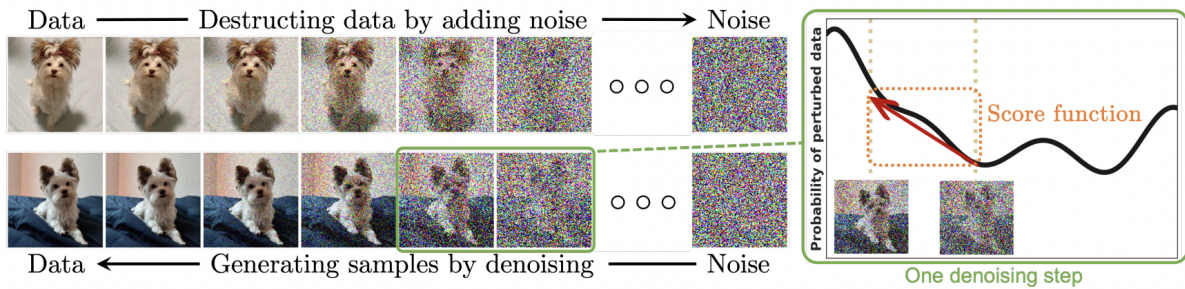 Data Destructing data by adding noise Noise
Data Generating samples by denoising Noise
Probability of perturbed data
Score function
One denoising step